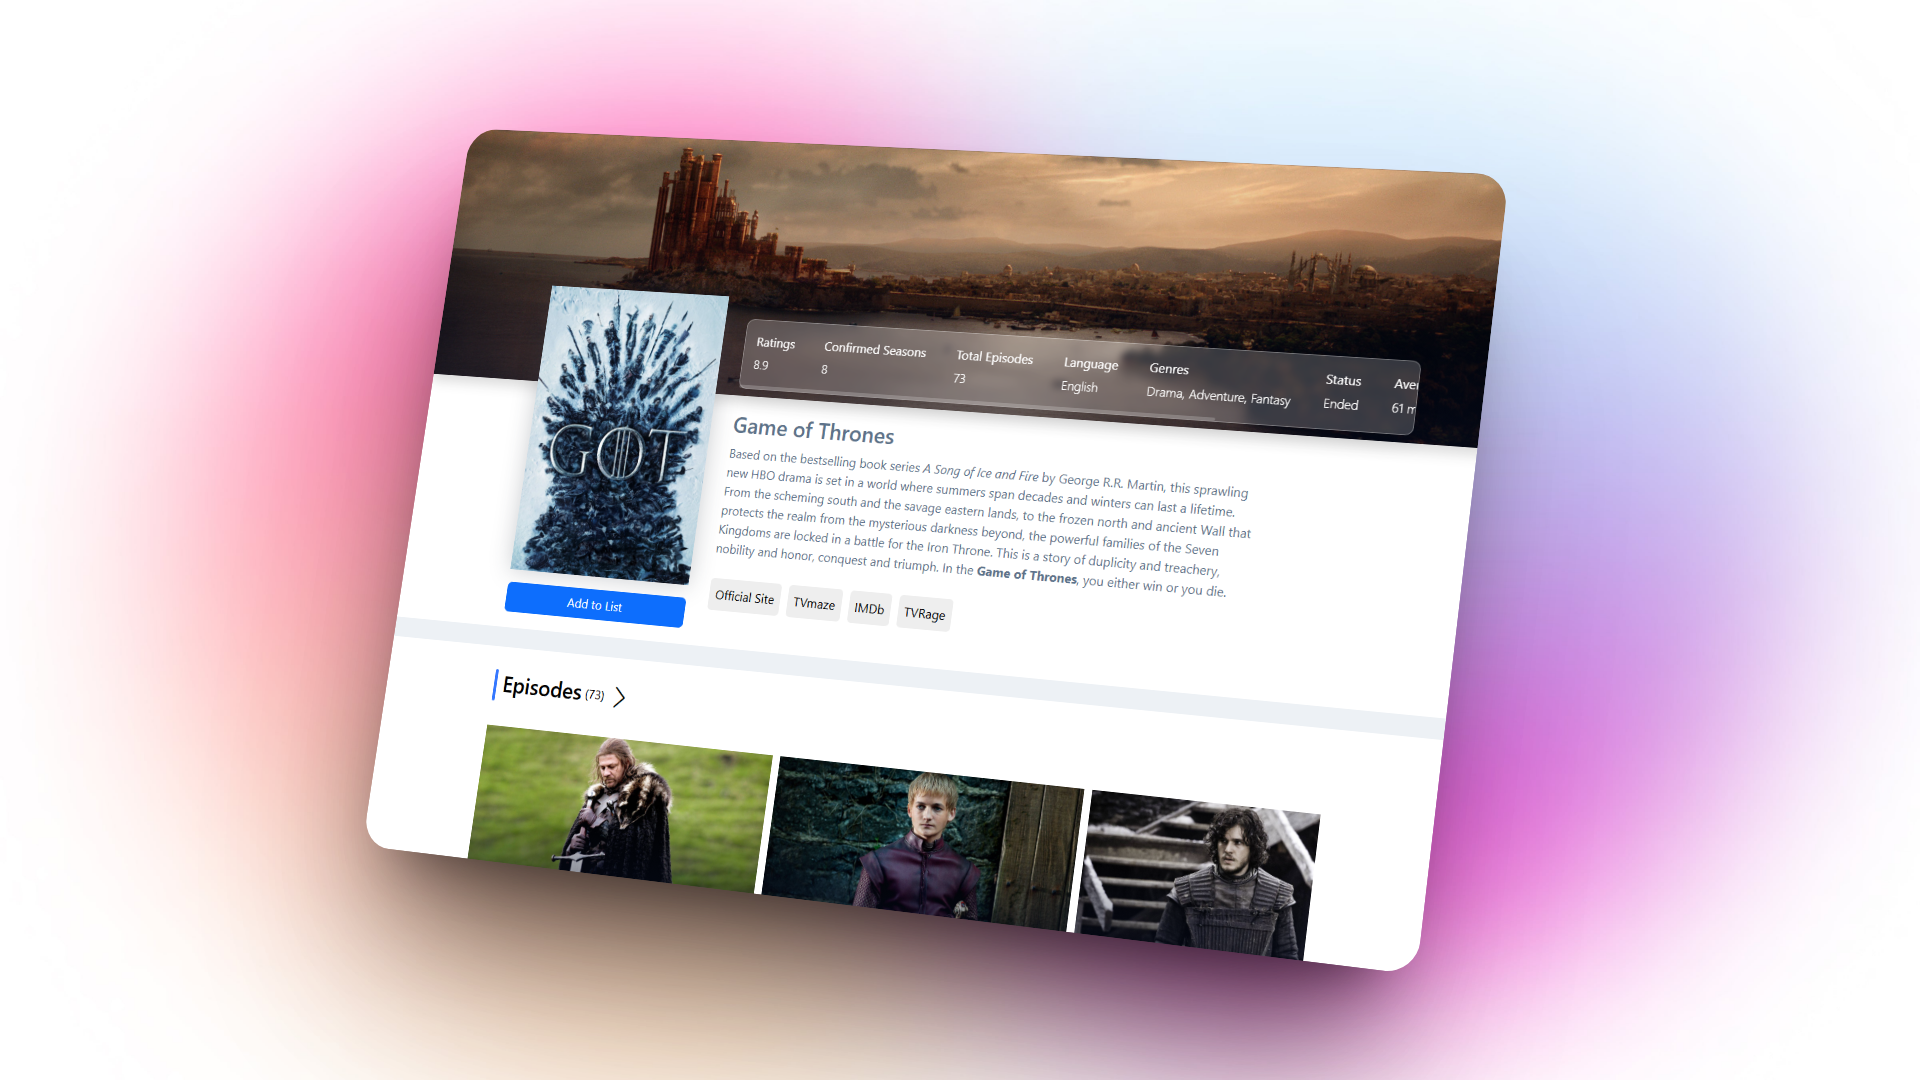 Ratings
8.9
Confirmed Seasons
8
Total Episodes
73
Language
English
Genres
Drama, Adventure, Fantasy
Status
Ended
61 m
GOT
Game of Thrones
Based on the bestselling book series A Song of Ice and Fire by George R.R. Martin, this sprawling
new HBO drama is set in a world where summers span decades and winters can last a lifetime.
From the scheming south and the savage eastern lands, to the frozen north and ancient Wall that
protects the realm from the mysterious darkness beyond, the powerful families of the Seven
Kingdoms are locked in a battle for the Iron Throne. This is a story of duplicity and treachery,
nobility and honor, conquest and triumph. In the Game of Thrones, you either win or you die.
Add to List
Official Site
TVmaze
IMDb
TVRage
Episodes (73)